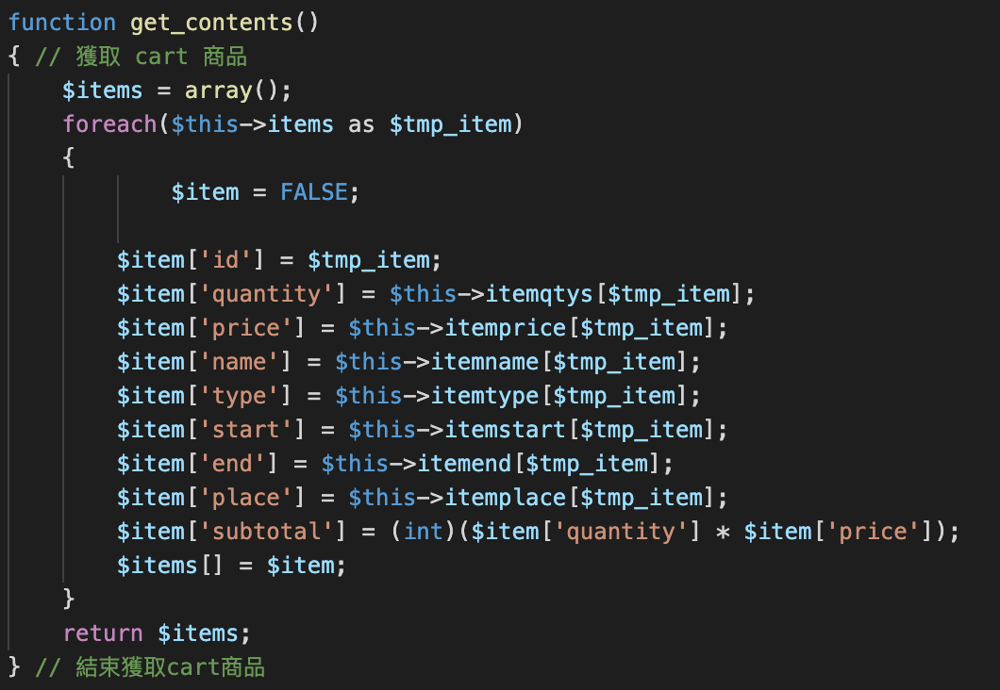 function get_contents()
{ // 獲取 cart 商品
    $items = array();
    foreach($this->items as $tmp_item)
    {
            $item = FALSE;

        $item['id'] = $tmp_item;
        $item['quantity'] = $this->itemqtys[$tmp_item];
        $item['price'] = $this->itemprice[$tmp_item];
        $item['name'] = $this->itemname[$tmp_item];
        $item['type'] = $this->itemtype[$tmp_item];
        $item['start'] = $this->itemstart[$tmp_item];
        $item['end'] = $this->itemend[$tmp_item];
        $item['place'] = $this->itemplace[$tmp_item];
        $item['subtotal'] = (int)($item['quantity'] * $item['price']);
        $items[] = $item;
    }
    return $items;
} // 結束獲取cart商品